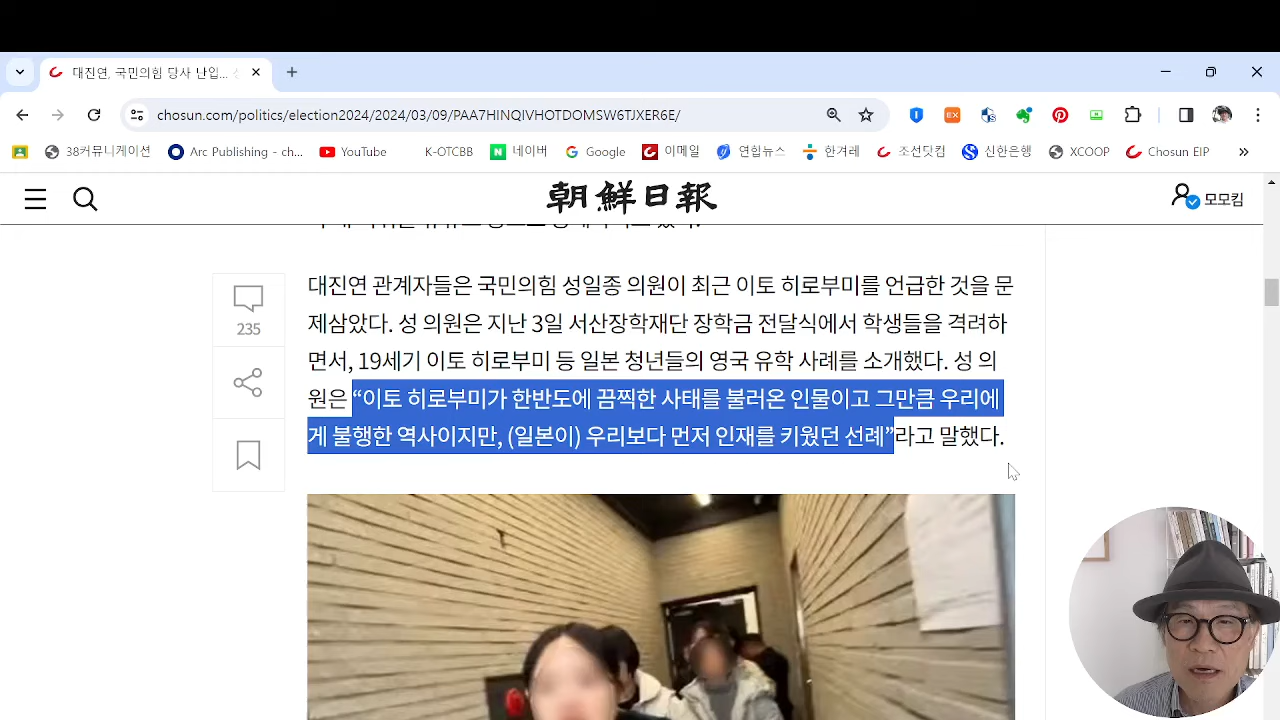 대진연, 국민의힘 당사 난입...
chosun.com/politics/election2024/2024/03/09/PAA7HINQIVHOTDOMSW6TJXER6E/
38커뮤니케이션
Arc Publishing - ch...
YouTube
K-OTCBB
네이버
Google
이메일
연합뉴스
한겨레
조선닷컴
신한은행
XCOOP
Chosun BP
朝鮮日報
모모킴
대진연 관계자들은 국민의힘 성일종 의원이 최근 이토 히로부미를 언급한 것을 문
제삼았다. 성 의원은 지난 3일 서산장학재단 장학금 전달식에서 학생들을 격려하
면서, 19세기 이토 히로부미 등 일본 청년들의 영국 유학 사례를 소개했다. 성 의
원은 “이토 히로부미가 한반도에 끔찍한 사태를 불러온 인물이고 그만큼 우리에
게 불행한 역사이지만, (일본이) 우리보다 먼저 인재를 키웠던 선례”라고 말했다.
235